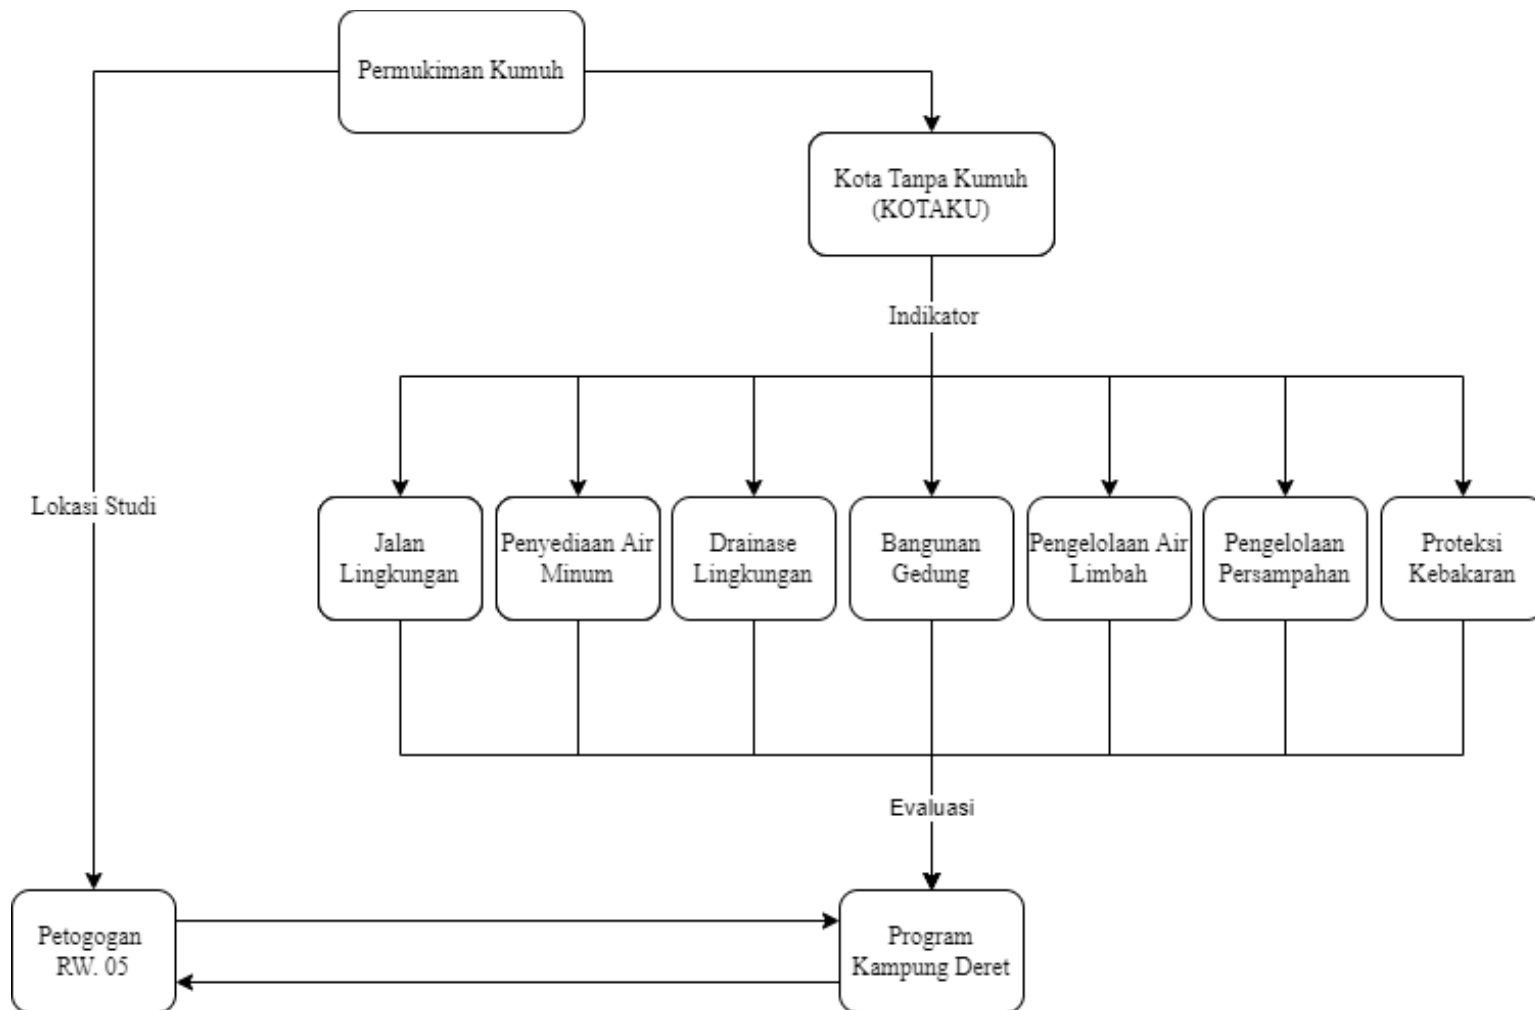 Permukiman Kumuh
Kota Tanpa Kumuh
(KOTAKU)
Indikator
Lokasi Studi
Jalan
Lingkungan
Penyediaan Air
Minum
Drainase
Lingkungan
Bangunan
Gedung
Pengelolaan Air
Limbah
Pengelolaan
Persampahan
Proteksi
Kebakaran
Evaluasi
Petogogan
RW. 05
Program
Kampung Deret